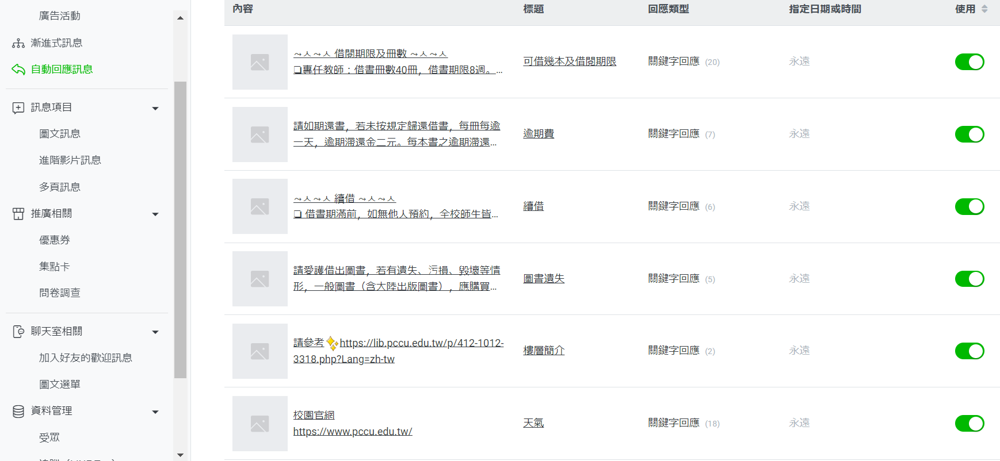 廣告活動
漸進式訊息
自動回應訊息
訊息項目
圖文訊息
進階影片訊息
多頁訊息
推廣相關
優惠券
集點卡
問卷調查
聊天室相關
加入好友的歡迎訊息
圖文選單
資料管理
受眾
內容 標題 回應類型 指定日期或時間 使用
⤳ㅅ⤳ㅅ 借閱期限及冊數 ⤳ㅅ⤳ㅅ
❏專任教師：借書冊數40冊，借書期限8週。...
可借幾本及借閱期限 關鍵字回應 (20) 永遠
請如期還書，若未按規定歸還借書，每冊每逾
一天，逾期滯還金二元。每本書之逾期滯還...
逾期費 關鍵字回應 (7) 永遠
⤳ㅅ⤳ㅅ 續借 ⤳ㅅ⤳ㅅ
❏ 借書期滿前，如無他人預約，全校師生皆...
續借 關鍵字回應 (6) 永遠
請愛護借出圖書，若有遺失、污損、毀壞等情
形，一般圖書（含大陸出版圖書），應購買...
圖書遺失 關鍵字回應 (5) 永遠
請參考✨https://lib.pccu.edu.tw/p/412-1012-
3318.php?Lang=zh-tw
樓層簡介 關鍵字回應 (2) 永遠
校園官網
https://www.pccu.edu.tw/
天氣 關鍵字回應 (18) 永遠